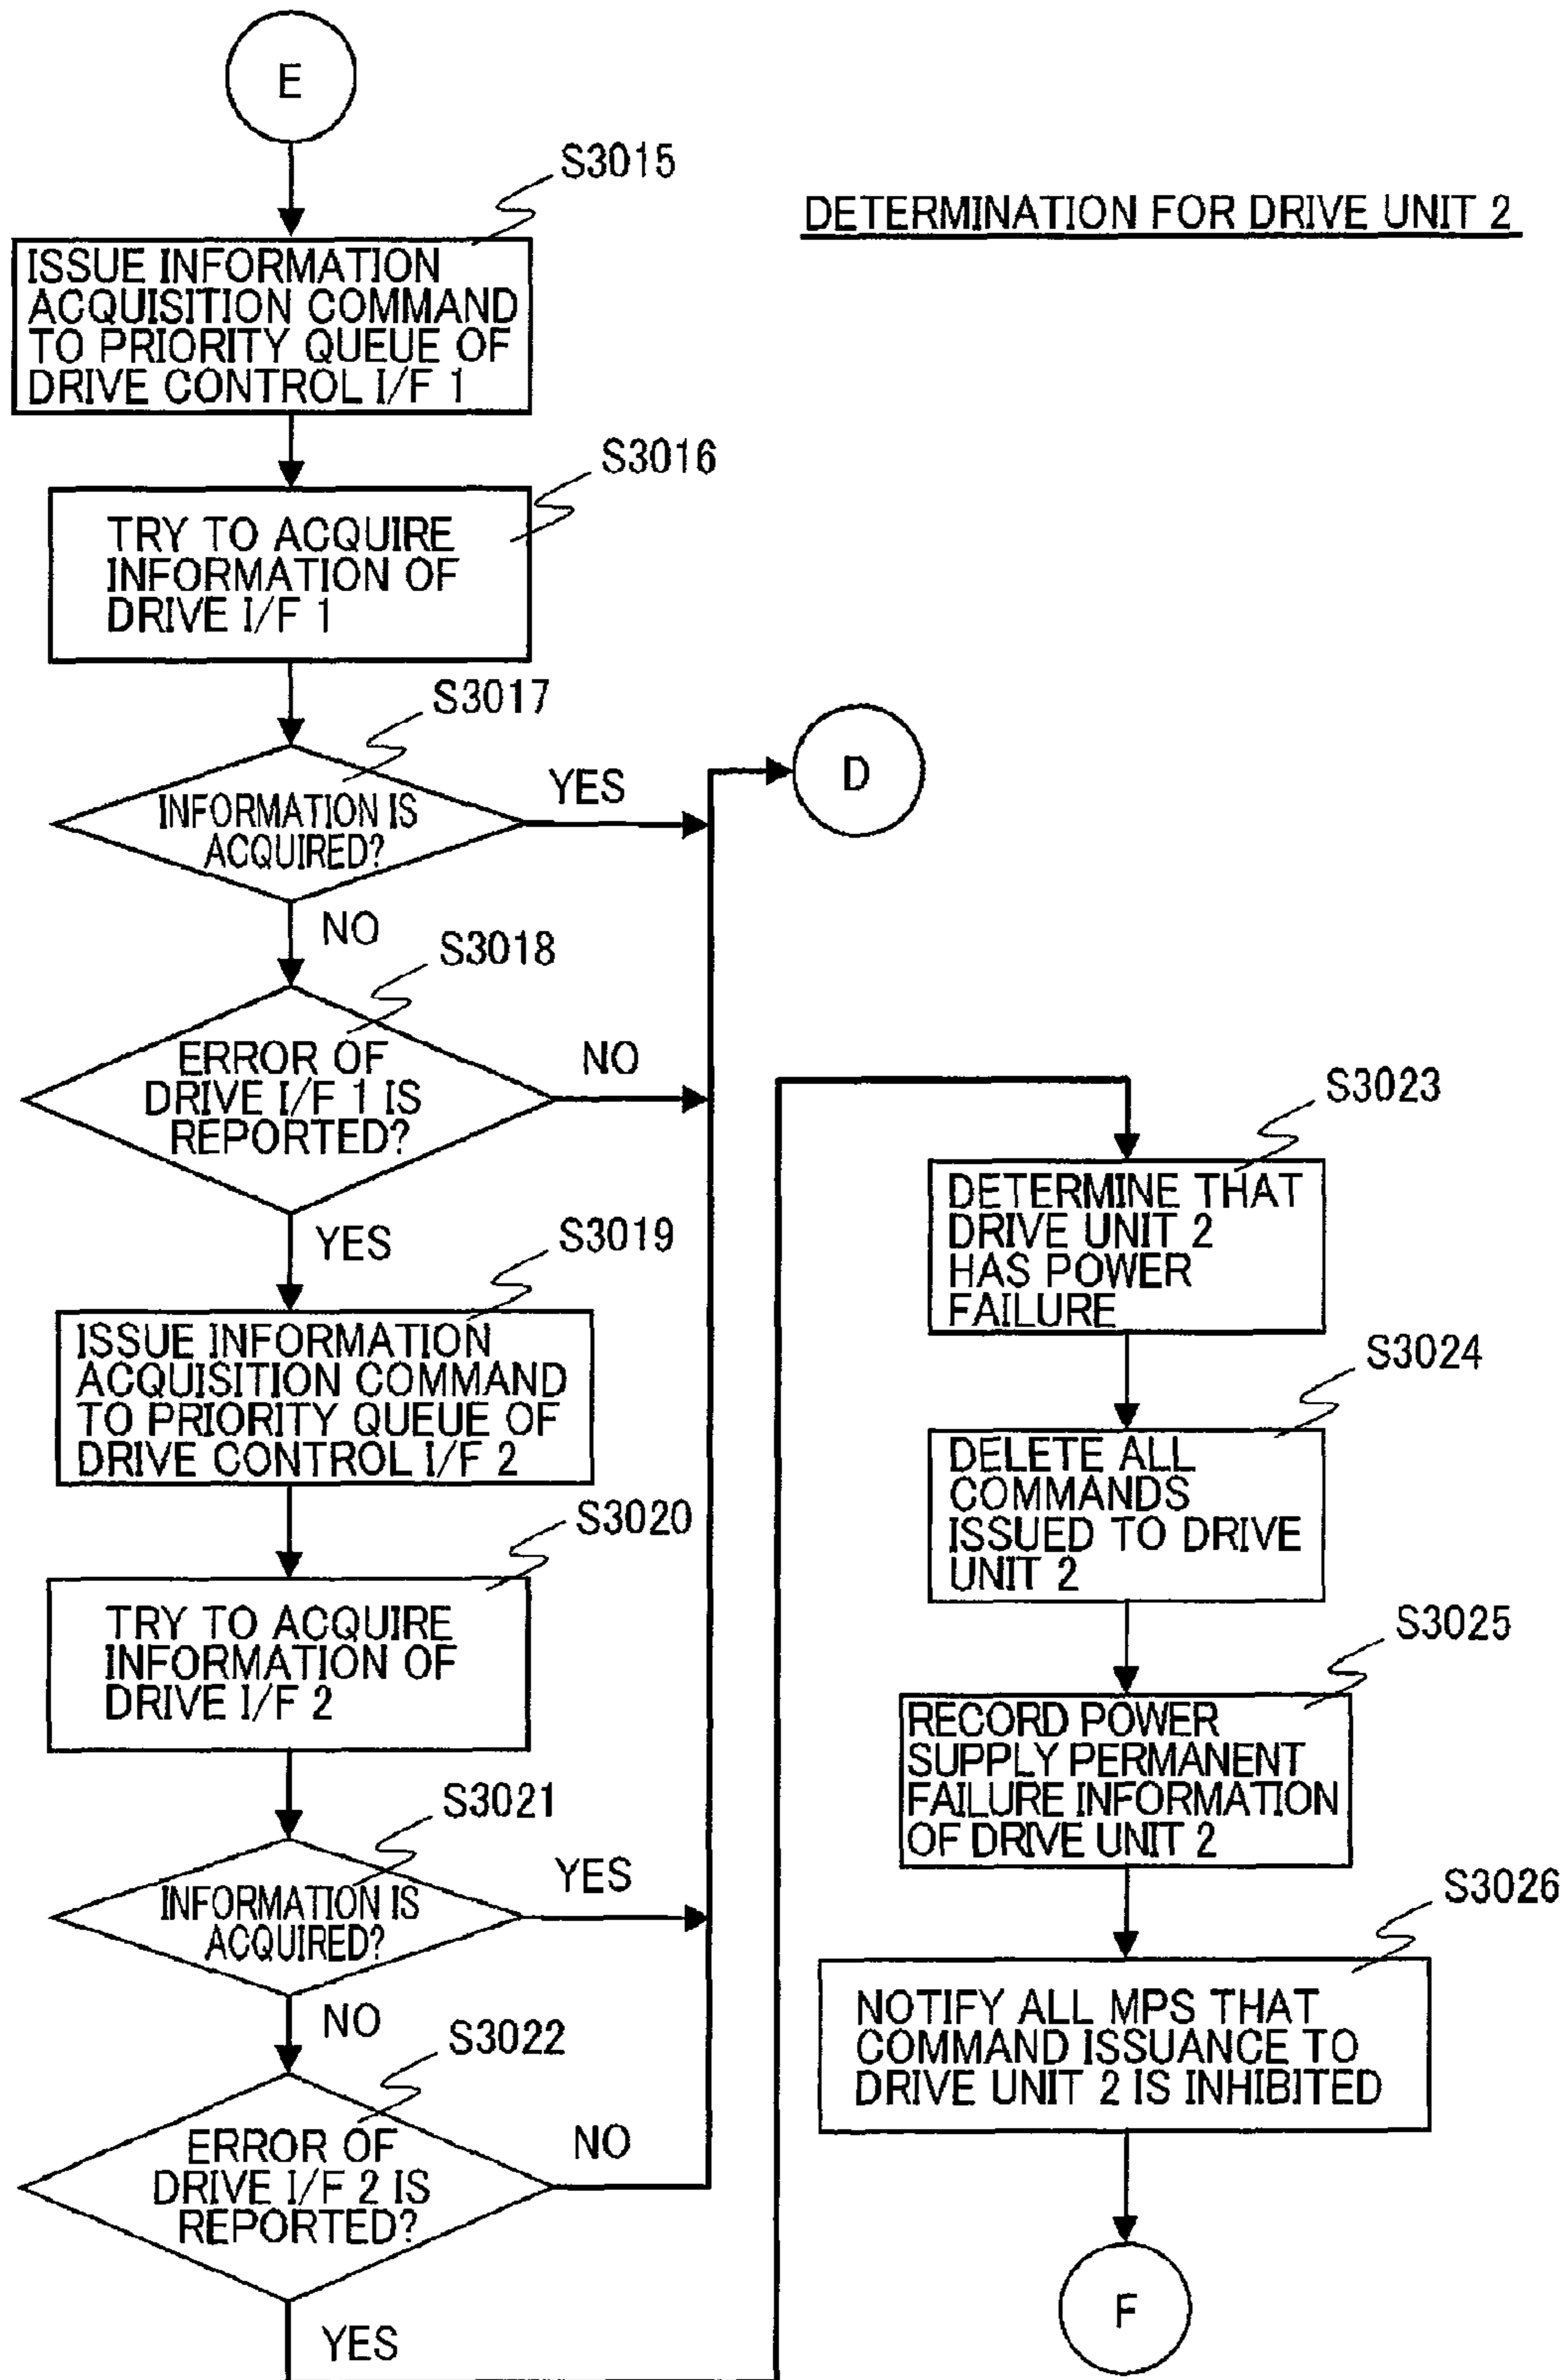 E
S3015
DETERMINATION FOR DRIVE UNIT 2
ISSUE INFORMATION
ACQUISITION COMMAND
TO PRIORITY QUEUE OF
DRIVE CONTROL I/F 1
S3016
TRY TO ACQUIRE
INFORMATION OF
DRIVE I/F 1
S3017
INFORMATION IS
ACQUIRED?
YES
D
NO
S3018
ERROR OF
DRIVE I/F 1 IS
REPORTED?
NO
YES
S3019
ISSUE INFORMATION
ACQUISITION COMMAND
TO PRIORITY QUEUE OF
DRIVE CONTROL I/F 2
S3020
TRY TO ACQUIRE
INFORMATION OF
DRIVE I/F 2
S3021
INFORMATION IS
ACQUIRED?
YES
NO
S3022
ERROR OF
DRIVE I/F 2 IS
REPORTED?
NO
YES
S3023
DETERMINE THAT
DRIVE UNIT 2
HAS POWER
FAILURE
S3024
DELETE ALL
COMMANDS
ISSUED TO DRIVE
UNIT 2
S3025
RECORD POWER
SUPPLY PERMANENT
FAILURE INFORMATION
OF DRIVE UNIT 2
S3026
NOTIFY ALL MPS THAT
COMMAND ISSUANCE TO
DRIVE UNIT 2 IS INHIBITED
F